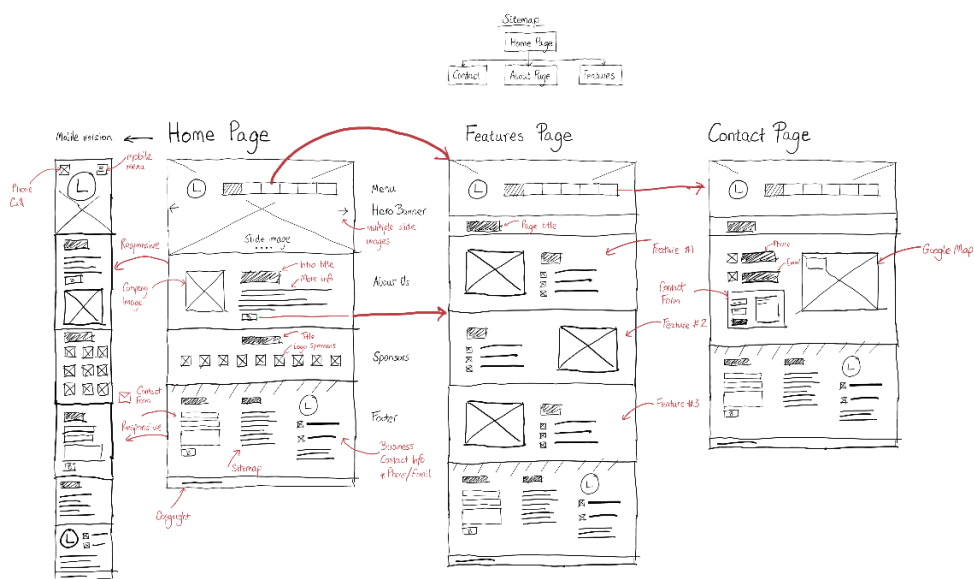 Sitemap
Home Page
Contact
About Page
Features
Mobile version
Home Page
Features Page
Contact Page
Phone Call
mobile menu
L
L
Menu
Hero Banner
multiple slide images
Slide image
Responsive
Company Image
Intro title
More info
About Us
Title
Logo Sponsors
Sponsors
Contact Form
Responsive
L
Footer
Business
Contact Info
+ Phone/Email
Sitemap
Copyright
L
L
Page title
Feature #1
Feature #2
Feature #3
L
L
Phone
Email
Contact Form
Google Map
L